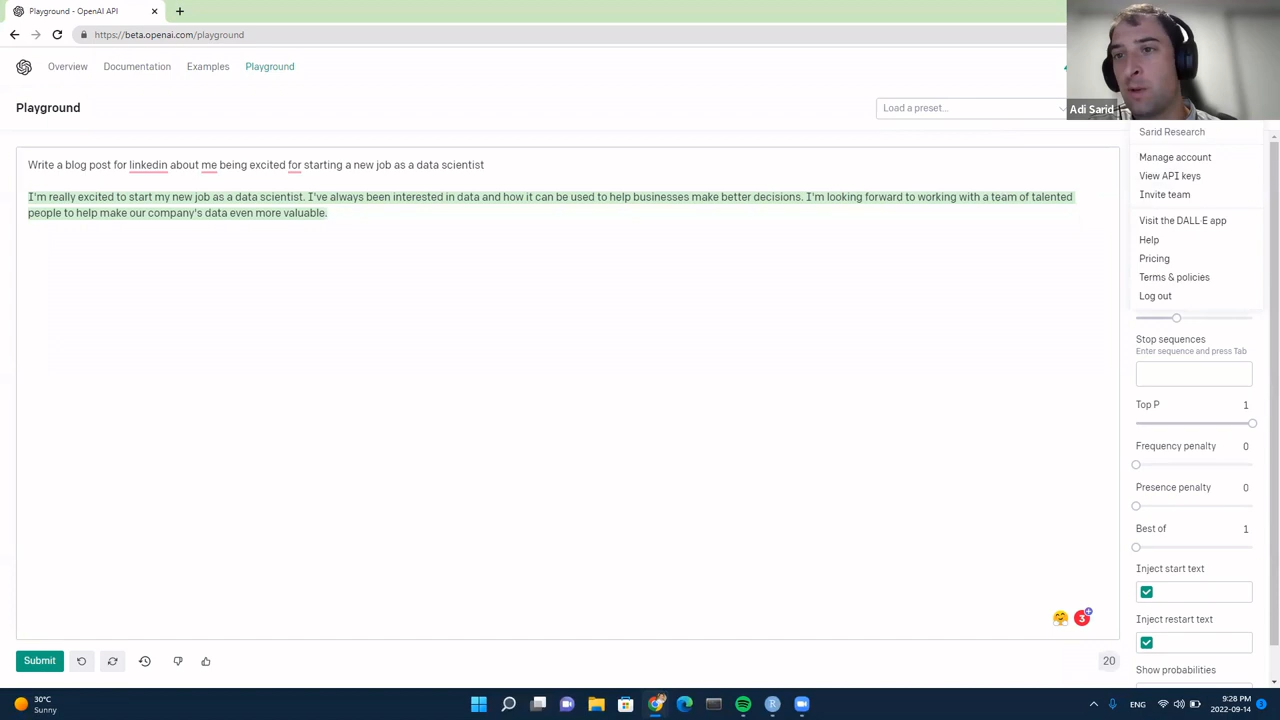 Playground - OpenAI API
https://beta.openai.com/playground
Overview
Documentation
Examples
Playground
Playground
Load a preset...
Adi Sarid
Sarid Research
Manage account
View API keys
Invite team
Visit the DALL·E app
Help
Pricing
Terms & policies
Log out
Write a blog post for linkedin about me being excited for starting a new job as a data scientist
I'm really excited to start my new job as a data scientist. I've always been interested in data and how it can be used to help businesses make better decisions. I'm looking forward to working with a team of talented
people to help make our company's data even more valuable.
Stop sequences
Enter sequence and press Tab
Top P 1
Frequency penalty 0
Presence penalty 0
Best of 1
Inject start text
Inject restart text
Show probabilities
3
Submit
20
30°C
Sunny
ENG
9:28 PM
2022-09-14